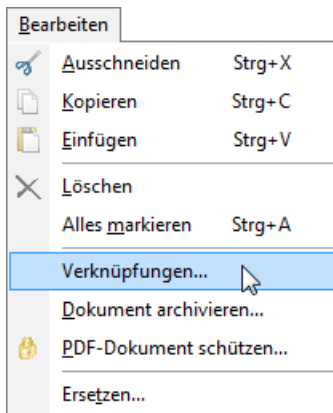 Bearbeiten
Ausschneiden Strg+X
Kopieren Strg+C
Einfügen Strg+V
Löschen
Alles markieren Strg+A
Verknüpfungen...
Dokument archivieren...
PDF-Dokument schützen...
Ersetzen...